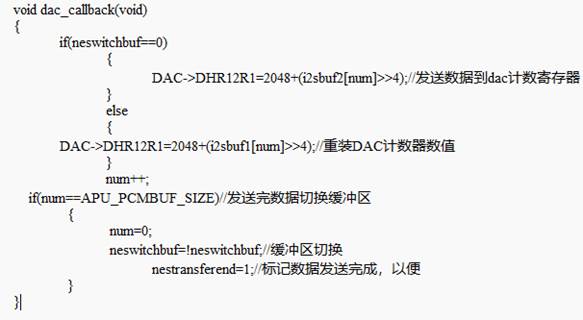 void dac_callback(void)
{
if(neswitchbuf==0)
{
DAC->DHR12R1=2048+(i2sbuf2[num]>>4);//发送数据到dac计数寄存器
}
else
{
DAC->DHR12R1=2048+(i2sbuf1[num]>>4);//重装DAC计数器数值
}
num++;
if(num==APU_PCMBUF_SIZE)//发送完数据切换缓冲区
{
num=0;
neswitchbuf=!neswitchbuf;//缓冲区切换
nestransferend=1;//标记数据发送完成，以便
}
}